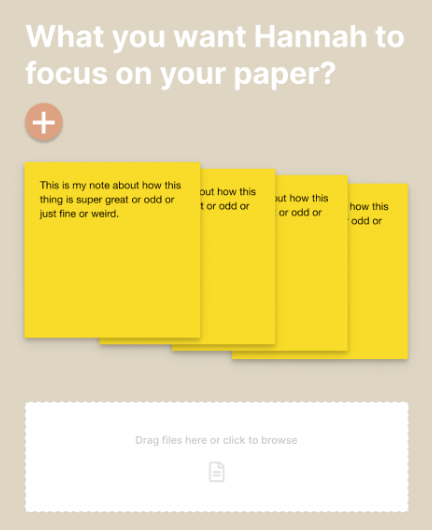 What you want Hannah to
focus on your paper?
This is my note about how this
thing is super great or odd or
just fine or weird.
out how this
t or odd or
out how this
or odd or
how this
odd or
Drag files here or click to browse